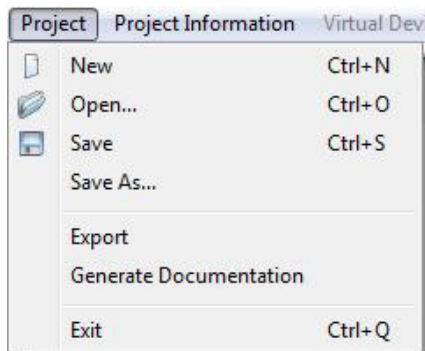 Project Project Information Virtual Dev
New Ctrl+N
Open... Ctrl+O
Save Ctrl+S
Save As...
Export
Generate Documentation
Exit Ctrl+Q